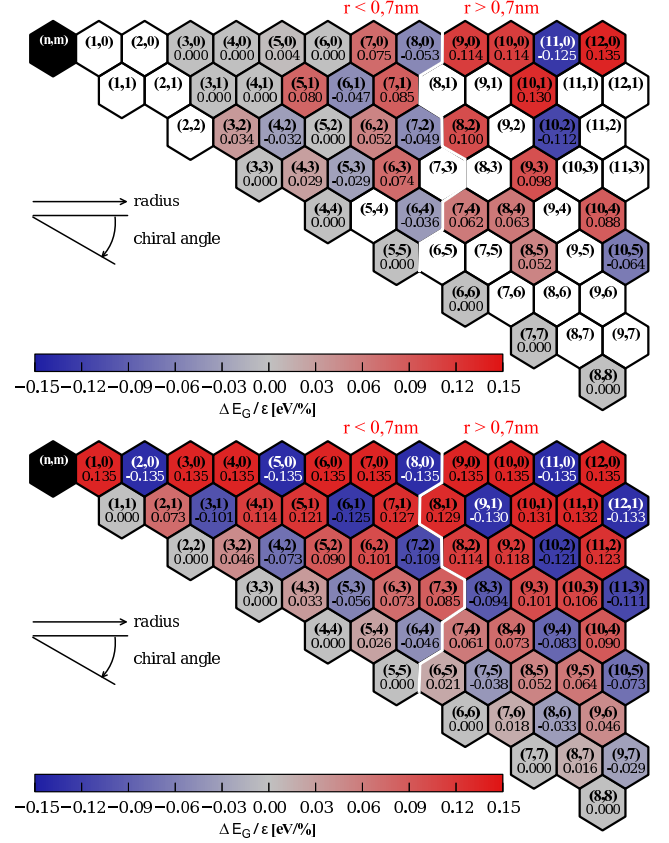 r < 0,7nm r > 0,7nm
(n,m) (1,0) (2,0) (3,0) (4,0) (5,0) (6,0) (7,0) (8,0) (9,0) (10,0) (11,0) (12,0)
0.000 0.000 0.004 0.000 0.075 -0.053 0.114 0.114 -0.125 0.135
(1,1) (2,1) (3,1) (4,1) (5,1) (6,1) (7,1) (8,1) (9,1) (10,1) (11,1) (12,1)
0.000 0.000 0.080 -0.047 0.085 0.130
(2,2) (3,2) (4,2) (5,2) (6,2) (7,2) (8,2) (9,2) (10,2) (11,2)
0.034 -0.032 0.000 0.052 -0.049 0.100 -0.112
(3,3) (4,3) (5,3) (6,3) (7,3) (8,3) (9,3) (10,3) (11,3)
0.000 0.029 -0.029 0.074 0.098
radius
(4,4) (5,4) (6,4) (7,4) (8,4) (9,4) (10,4)
0.000 -0.036 0.062 0.063 0.088
chiral angle
(5,5) (6,5) (7,5) (8,5) (9,5) (10,5)
0.000 0.052 -0.064
(6,6) (7,6) (8,6) (9,6)
0.000
(7,7) (8,7) (9,7)
0.000
(8,8)
0.000
−0.15 −0.12 −0.09 −0.06 −0.03 0.00 0.03 0.06 0.09 0.12 0.15
Δ E_G / ε [eV/%]
r < 0,7nm r > 0,7nm
(n,m) (1,0) (2,0) (3,0) (4,0) (5,0) (6,0) (7,0) (8,0) (9,0) (10,0) (11,0) (12,0)
0.135 -0.135 0.135 0.135 -0.135 0.135 0.135 -0.135 0.135 0.135 -0.135 0.135
(1,1) (2,1) (3,1) (4,1) (5,1) (6,1) (7,1) (8,1) (9,1) (10,1) (11,1) (12,1)
0.000 0.073 -0.101 0.114 0.121 -0.125 0.127 0.129 -0.130 0.131 0.132 -0.133
(2,2) (3,2) (4,2) (5,2) (6,2) (7,2) (8,2) (9,2) (10,2) (11,2)
0.000 0.046 -0.073 0.090 0.101 -0.109 0.114 0.118 -0.121 0.123
(3,3) (4,3) (5,3) (6,3) (7,3) (8,3) (9,3) (10,3) (11,3)
0.000 0.033 -0.056 0.073 0.085 -0.094 0.101 0.106 -0.111
radius
(4,4) (5,4) (6,4) (7,4) (8,4) (9,4) (10,4)
0.000 0.026 -0.046 0.061 0.073 -0.083 0.090
chiral angle
(5,5) (6,5) (7,5) (8,5) (9,5) (10,5)
0.000 0.021 -0.038 0.052 0.064 -0.073
(6,6) (7,6) (8,6) (9,6)
0.000 0.018 -0.033 0.046
(7,7) (8,7) (9,7)
0.000 0.016 -0.029
(8,8)
0.000
−0.15 −0.12 −0.09 −0.06 −0.03 0.00 0.03 0.06 0.09 0.12 0.15
Δ E_G / ε [eV/%]